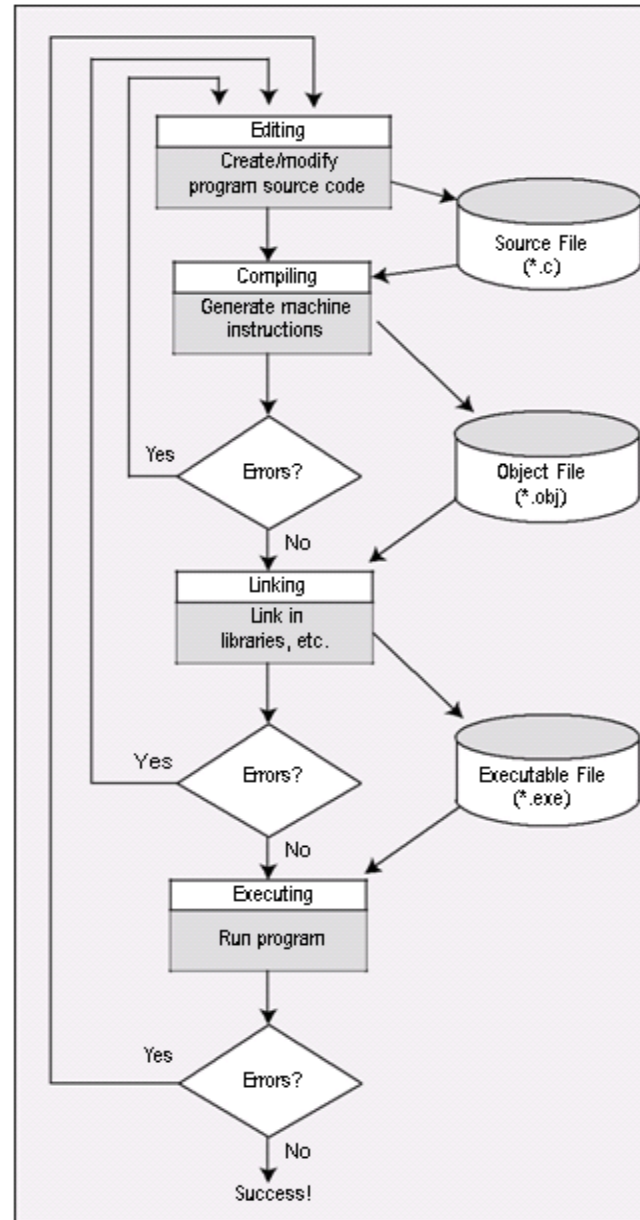 Editing
Create/modify
program source code
Source File
(*.c)
Compiling
Generate machine
instructions
Yes
Errors?
Object File
(*.obj)
No
Linking
Link in
libraries, etc.
Yes
Errors?
Executable File
(*.exe)
No
Executing
Run program
Yes
Errors?
No
Success!